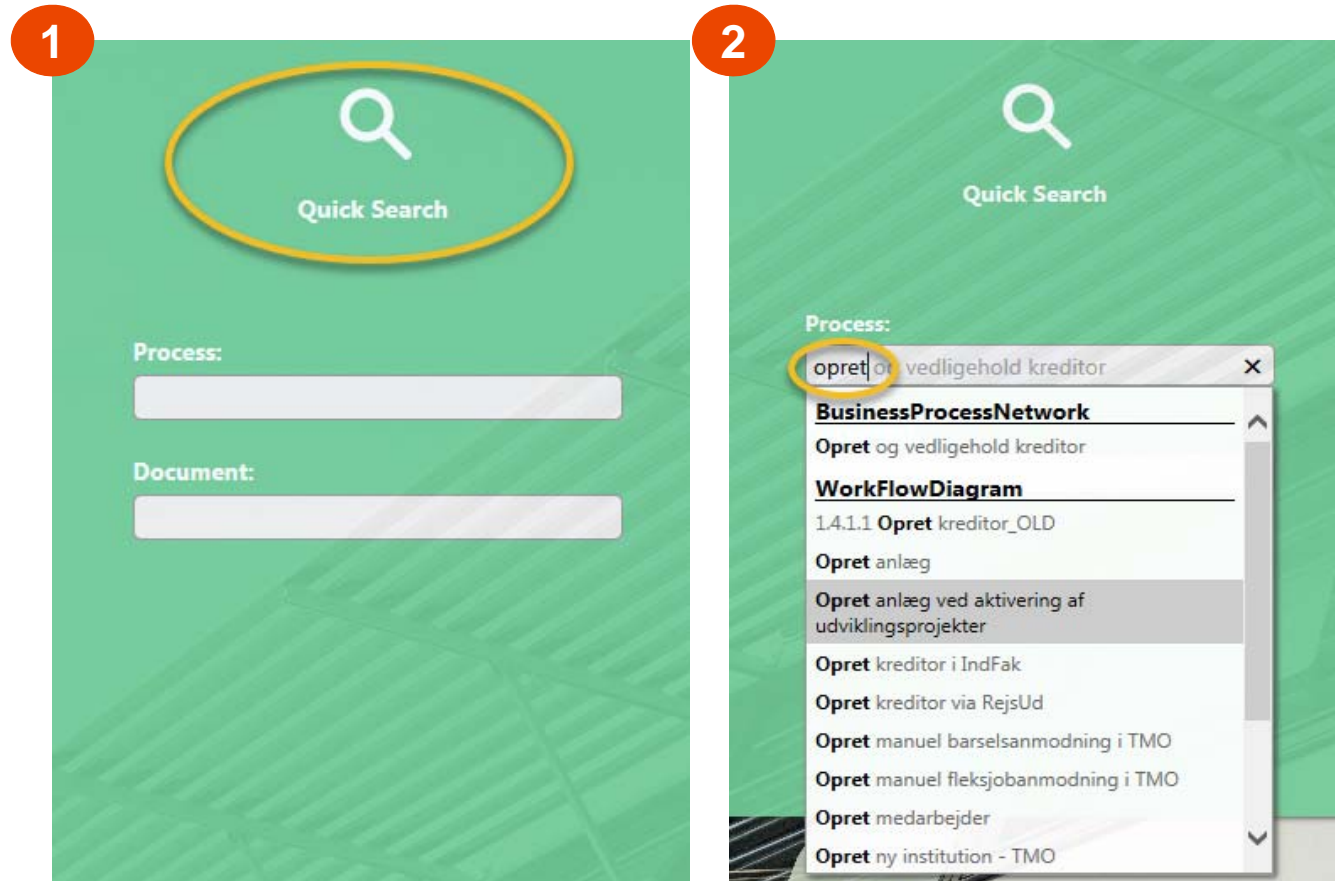 1
Quick Search
Process:
Document:
2
Quick Search
Process:
opret og vedligehold kreditor
BusinessProcessNetwork
Opret og vedligehold kreditor
WorkFlowDiagram
1.4.1.1 Opret kreditor_OLD
Opret anlæg
Opret anlæg ved aktivering af
udviklingsprojekter
Opret kreditor i IndFak
Opret kreditor via RejsUd
Opret manuel barselsanmodning i TMO
Opret manuel fleksjobanmodning i TMO
Opret medarbejder
Opret ny institution - TMO